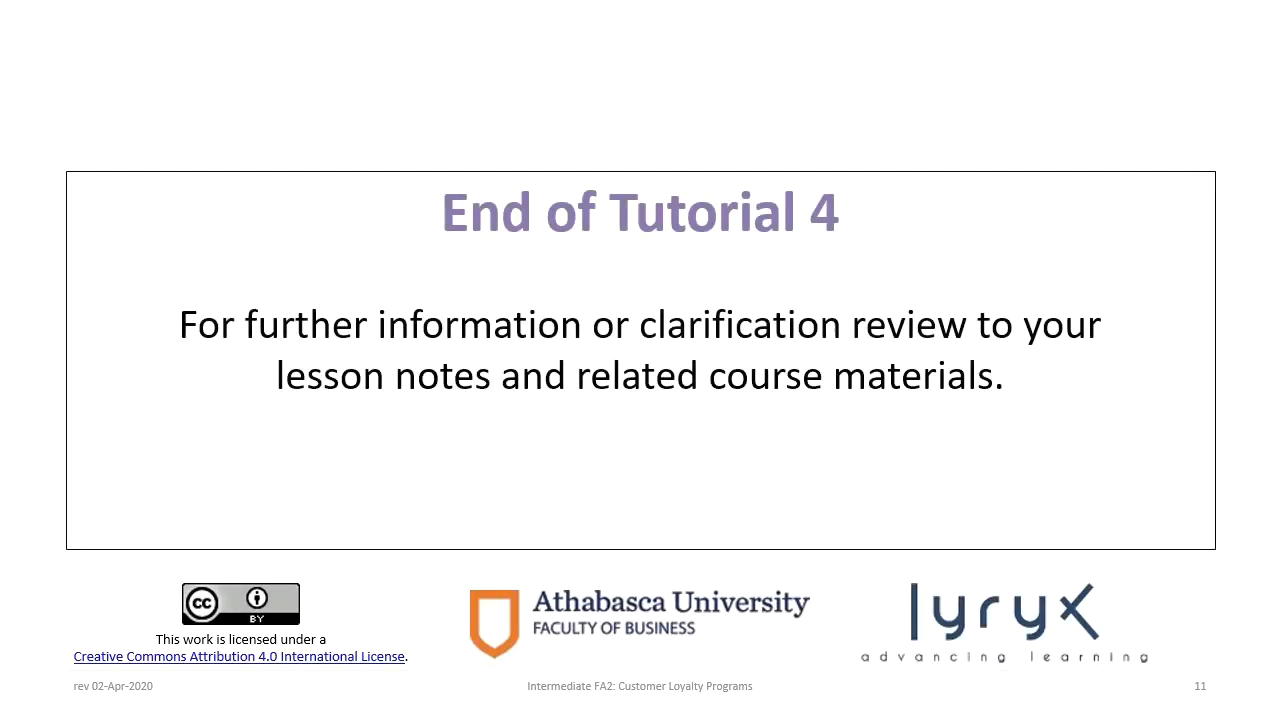 End of Tutorial 4
For further information or clarification review to your
lesson notes and related course materials.
cc
BY
This work is licensed under a
Creative Commons Attribution 4.0 International License.
Athabasca University
FACULTY OF BUSINESS
lyryx
advancing learning
rev 02-Apr-2020
Intermediate FA2: Customer Loyalty Programs
11